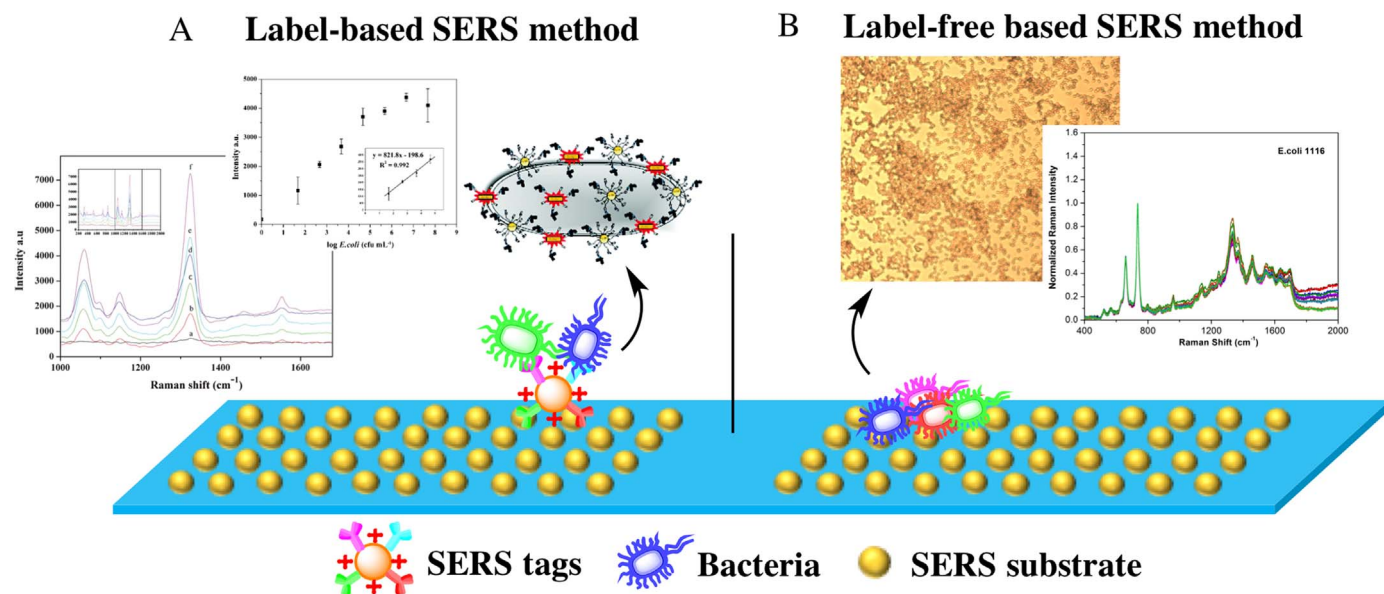 A
Label-based SERS method
B
Label-free based SERS method
5000
4000
3000
2000
1000
0
Intensity a.u.
y = 821.8x - 198.6
R² = 0.992
0 1 2 3 4 5 6 7 8 9
log E.coli (cfu mL⁻¹)
7000
6000
5000
4000
3000
2000
1000
0
Intensity a.u
f
e
d
c
b
a
1000 1200 1400 1600
Raman shift (cm⁻¹)
1.6
1.4
1.2
1.0
0.8
0.6
0.4
0.2
0.0
Normalized Raman Intensity
E.coli 1116
400 800 1200 1600 2000
Raman Shift (cm⁻¹)
SERS tags
Bacteria
SERS substrate